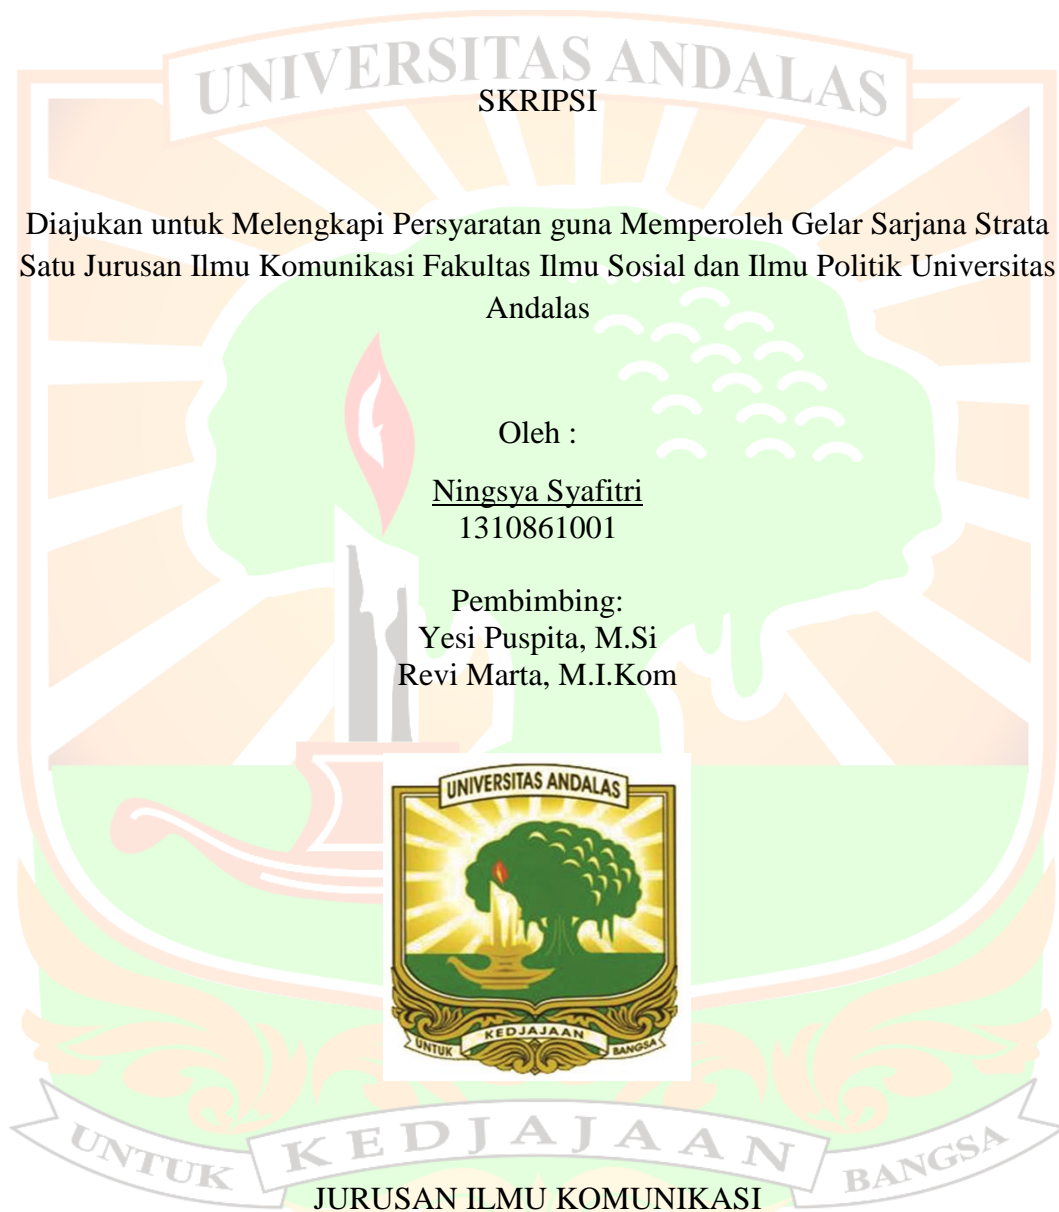 UNIVERSITAS ANDALAS
SKRIPSI
Diajukan untuk Melengkapi Persyaratan guna Memperoleh Gelar Sarjana Strata
Satu Jurusan Ilmu Komunikasi Fakultas Ilmu Sosial dan Ilmu Politik Universitas
Andalas
Oleh :
Ningsya Syafitri
1310861001
Pembimbing:
Yesi Puspita, M.Si
Revi Marta, M.I.Kom
UNIVERSITAS ANDALAS
UNTUK KEDJAJAAN BANGSA
UNTUK KEDJAJAAN BANGSA
JURUSAN ILMU KOMUNIKASI